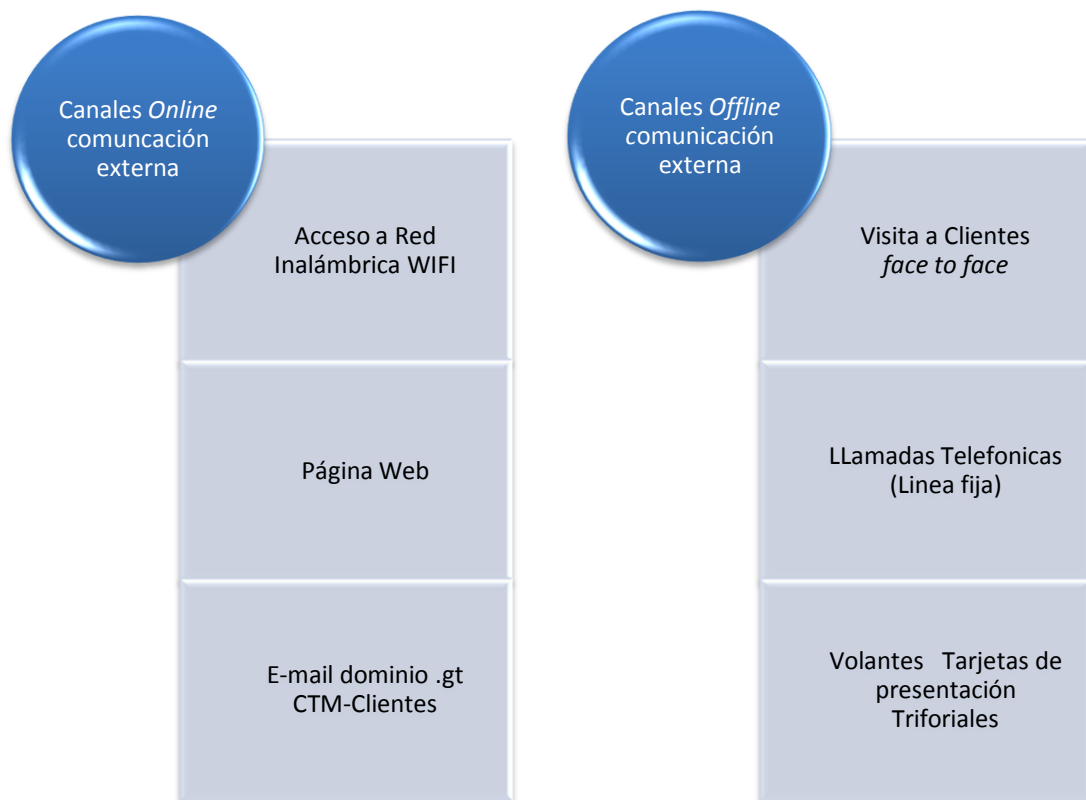 Canales Online
comuncación
externa
Acceso a Red
Inalámbrica WIFI
Página Web
E-mail dominio .gt
CTM-Clientes
Canales Offline
comunicación
externa
Visita a Clientes
face to face
LLamadas Telefonicas
(Linea fija)
Volantes   Tarjetas de
presentación
Triforiales